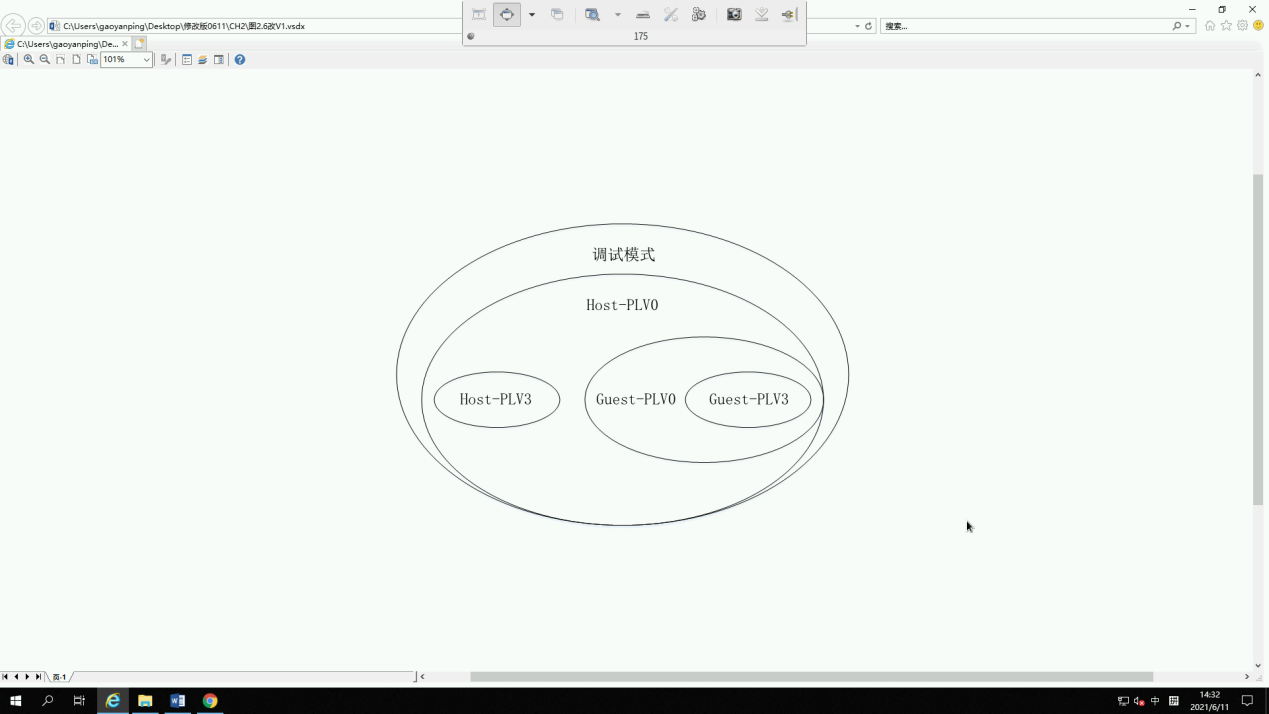 175
C:\Users\gaoyanping\Desktop\修改版0611\CH2\图2.6改V1.vsdx
搜索...
C:\Users\gaoyanping\De...
101%
调试模式
Host-PLV0
Host-PLV3
Guest-PLV0
Guest-PLV3
页-1
中
14:32
2021/6/11